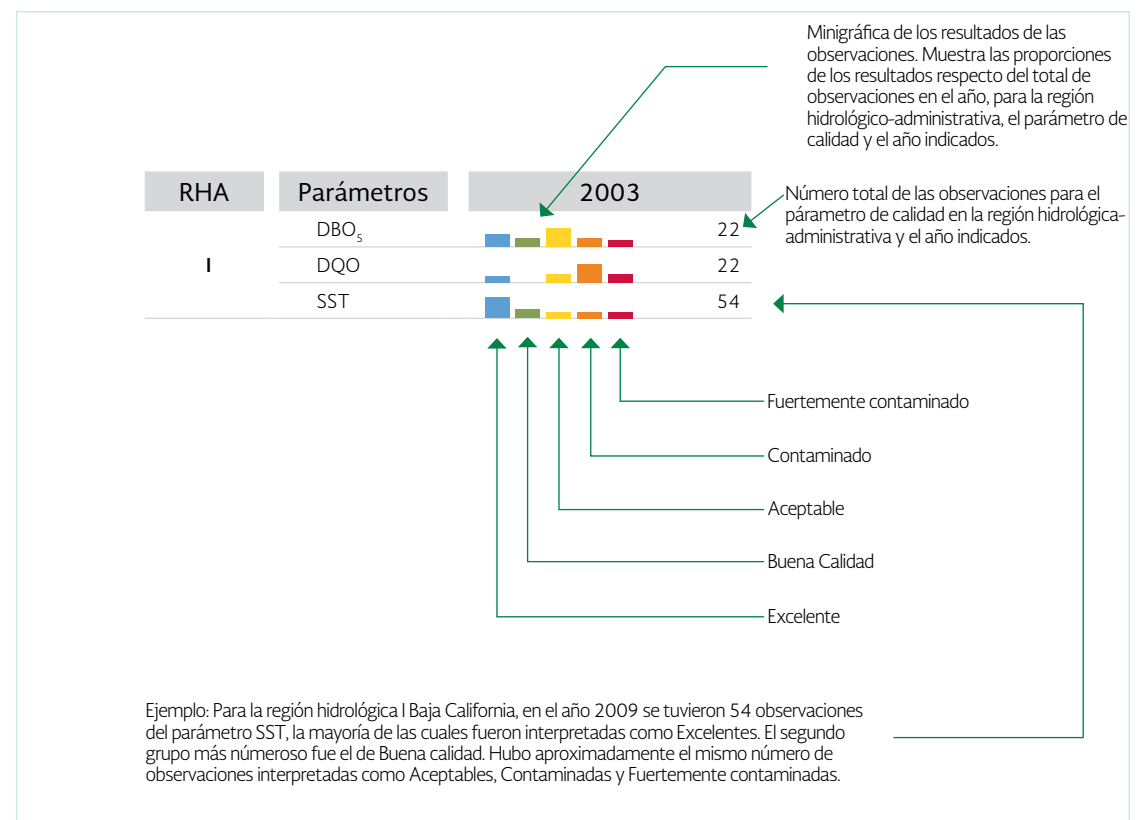 Minigráfica de los resultados de las
observaciones. Muestra las proporciones
de los resultados respecto del total de
observaciones en el año, para la región
hidrológico-administrativa, el parámetro de
calidad y el año indicados.
RHA Parámetros 2003
Número total de las observaciones para el
párametro de calidad en la región hidrológica-
administrativa y el año indicados.
DBO5 22
I DQO 22
SST 54
Fuertemente contaminado
Contaminado
Aceptable
Buena Calidad
Excelente
Ejemplo: Para la región hidrológica I Baja California, en el año 2009 se tuvieron 54 observaciones
del parámetro SST, la mayoría de las cuales fueron interpretadas como Excelentes. El segundo
grupo más númeroso fue el de Buena calidad. Hubo aproximadamente el mismo número de
observaciones interpretadas como Aceptables, Contaminadas y Fuertemente contaminadas.